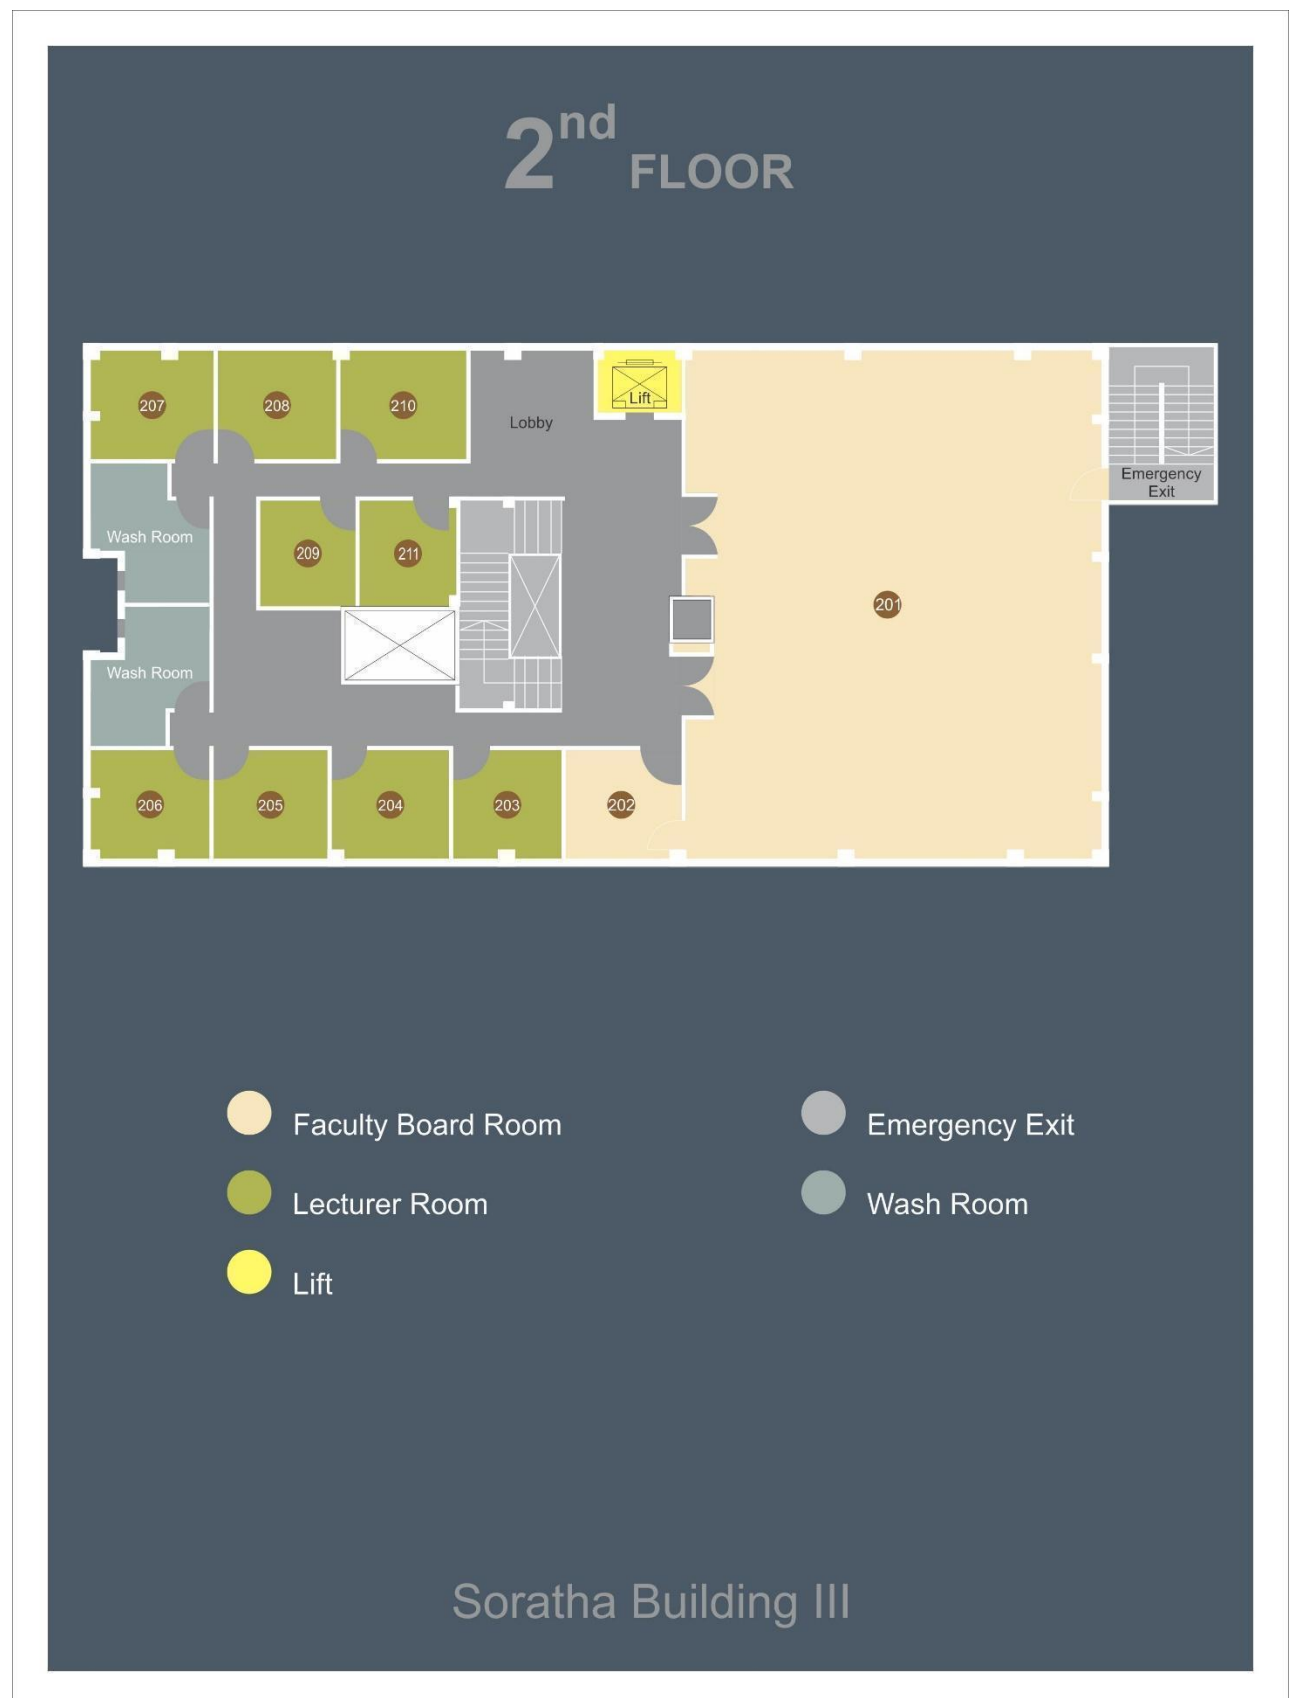 2nd FLOOR
207
208
210
Lift
Lobby
Emergency
Exit
Wash Room
209
211
201
Wash Room
206
205
204
203
202
Faculty Board Room
Emergency Exit
Lecturer Room
Wash Room
Lift
Soratha Building III